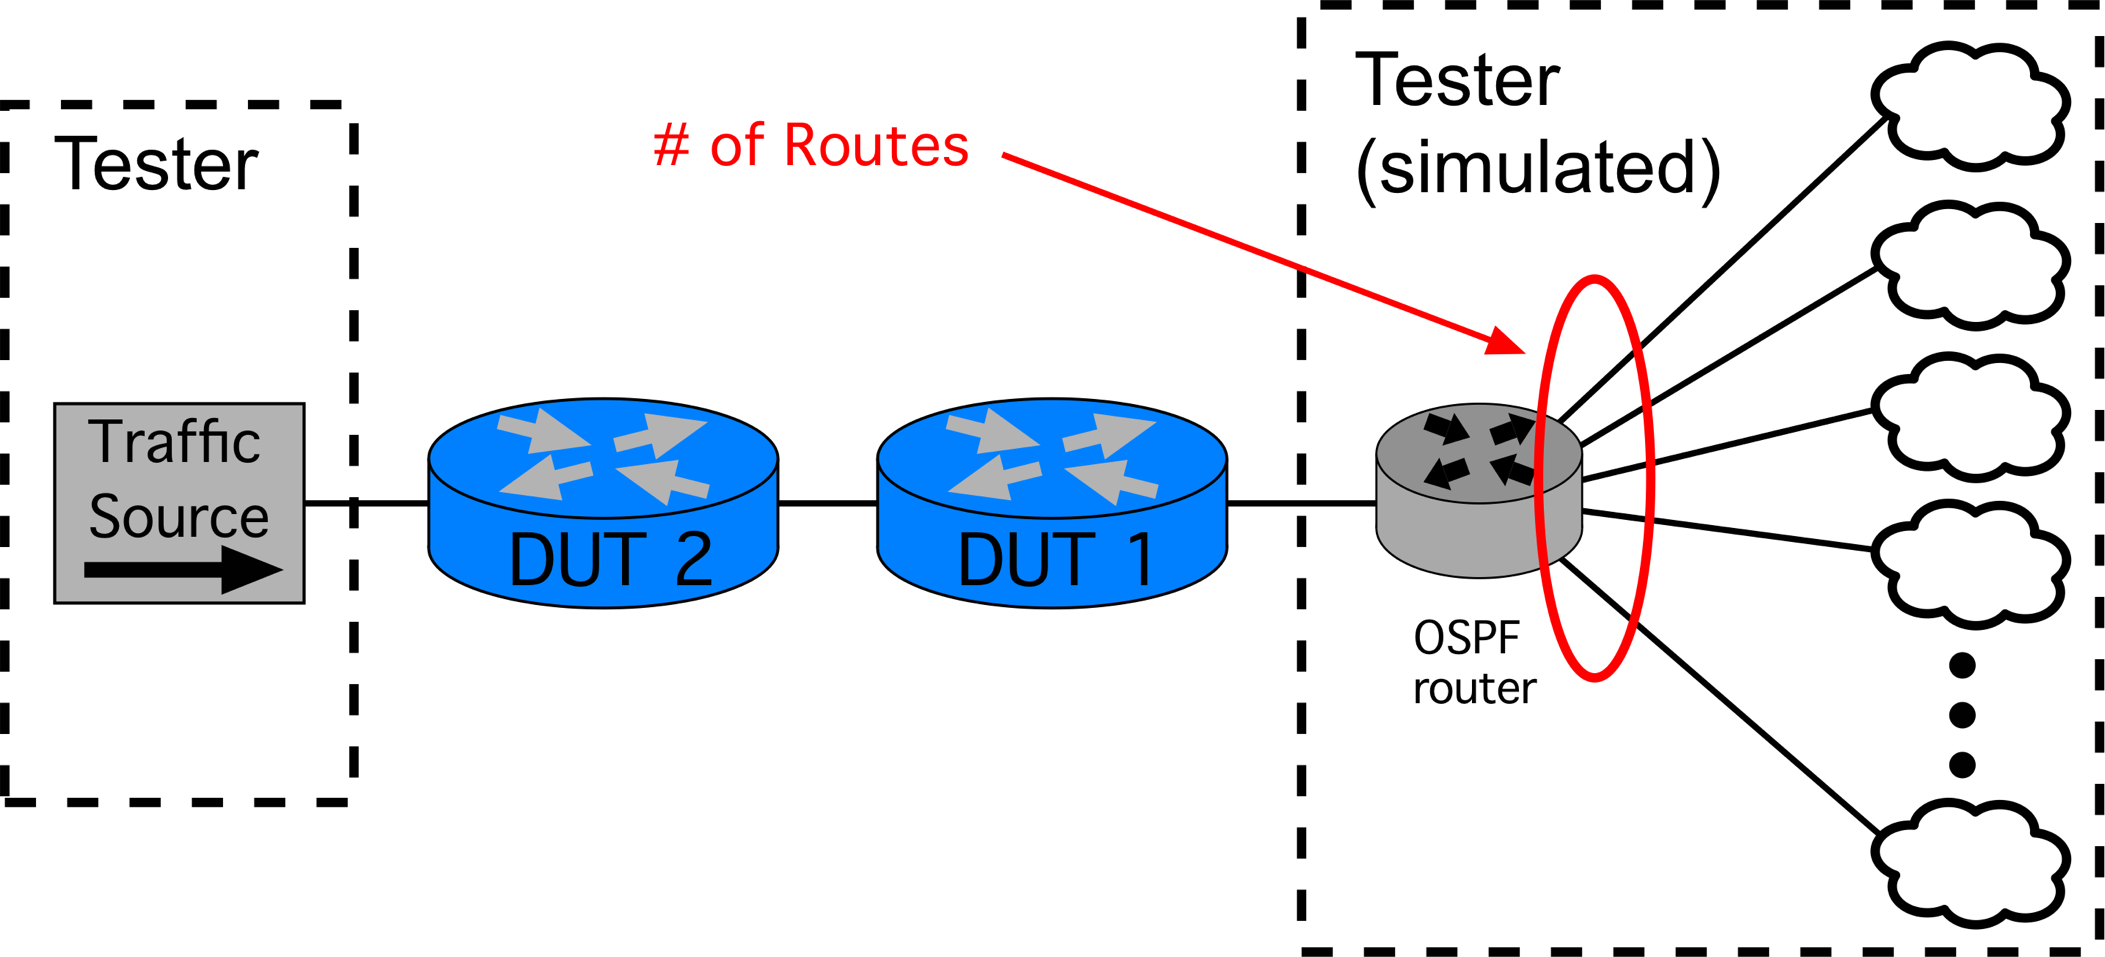 Tester
Traffic
Source
DUT 2
DUT 1
# of Routes
Tester
(simulated)
OSPF
router